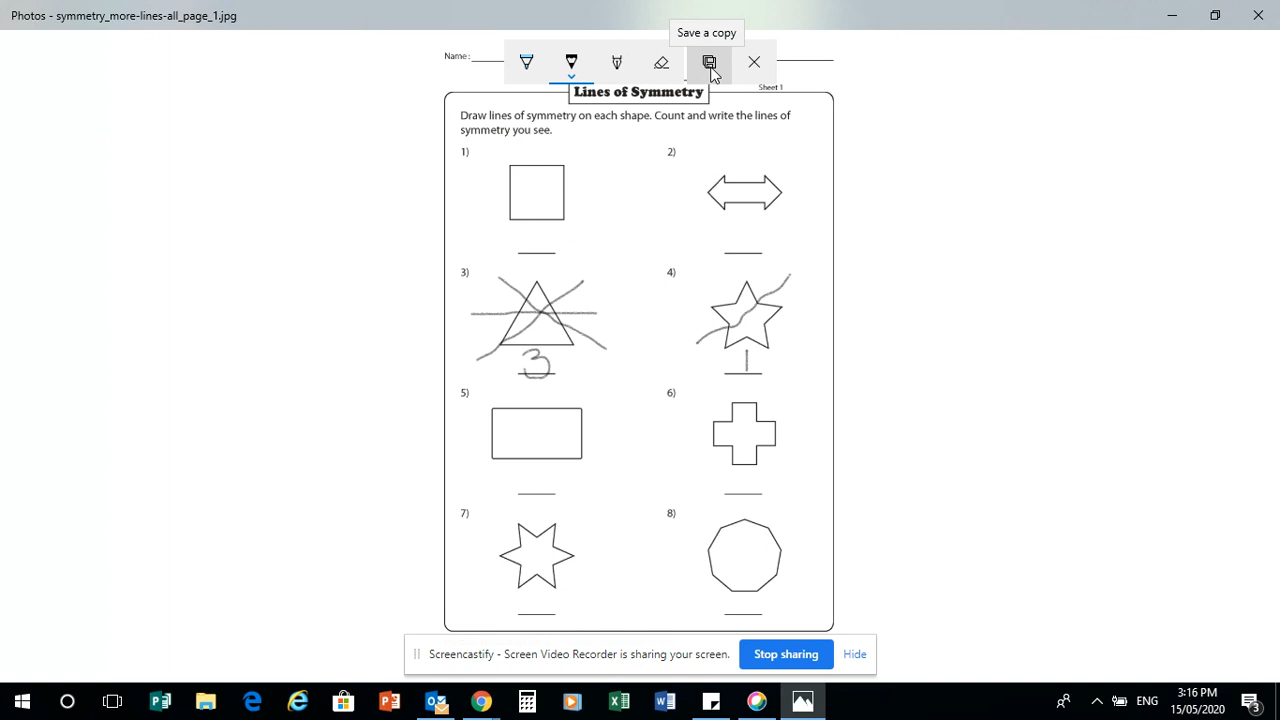 Photos - symmetry_more-lines-all_page_1.jpg
Save a copy
Name :
Sheet 1
Lines of Symmetry
Draw lines of symmetry on each shape. Count and write the lines of
symmetry you see.
1)
2)
3)
4)
3
1
5)
6)
7)
8)
Screencastify - Screen Video Recorder is sharing your screen.
Stop sharing
Hide
ENG
3:16 PM
15/05/2020
3